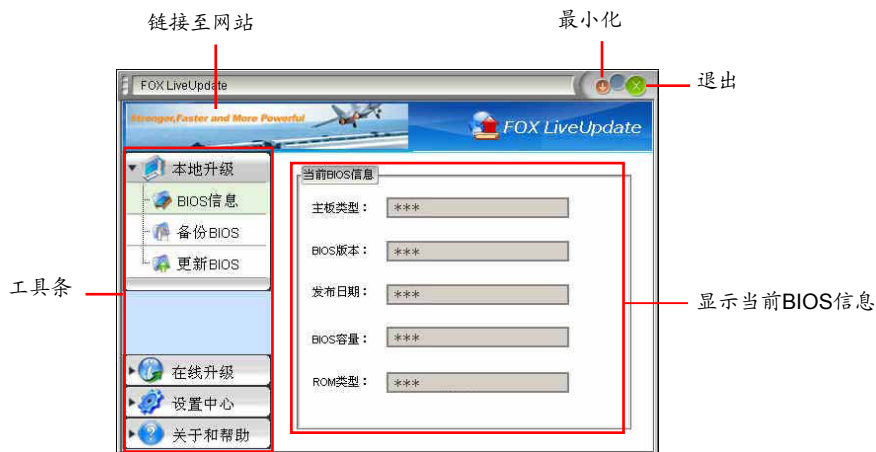 链接至网站
最小化
退出
FOX LiveUpdate
Stronger,Faster and More Powerful
FOX LiveUpdate
本地升级
BIOS信息
备份BIOS
更新BIOS
在线升级
设置中心
关于和帮助
当前BIOS信息
主板类型： ***
BIOS版本： ***
发布日期： ***
BIOS容量： ***
ROM类型： ***
工具条
显示当前BIOS信息